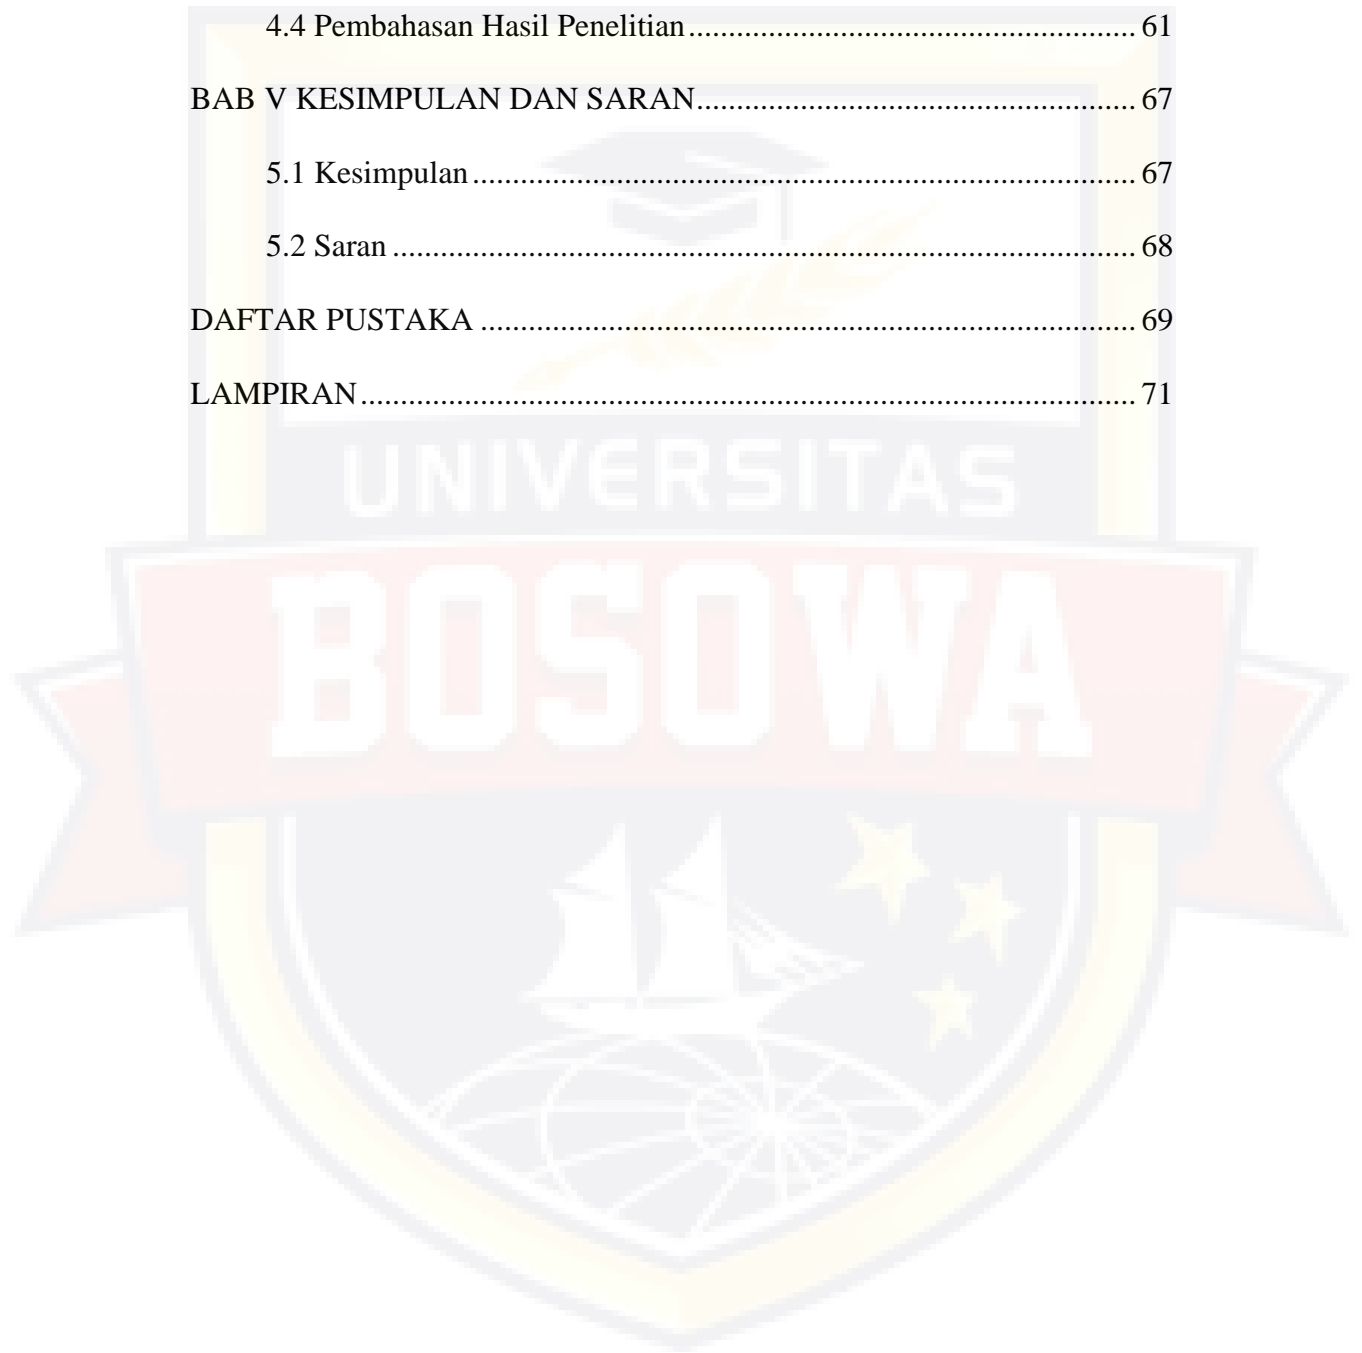 4.4 Pembahasan Hasil Penelitian........................................................ 61
BAB V KESIMPULAN DAN SARAN....................................................... 67
5.1 Kesimpulan................................................................................... 67
5.2 Saran ............................................................................................. 68
DAFTAR PUSTAKA .................................................................................. 69
LAMPIRAN................................................................................................. 71
UNIVERSITAS
BOSOWA